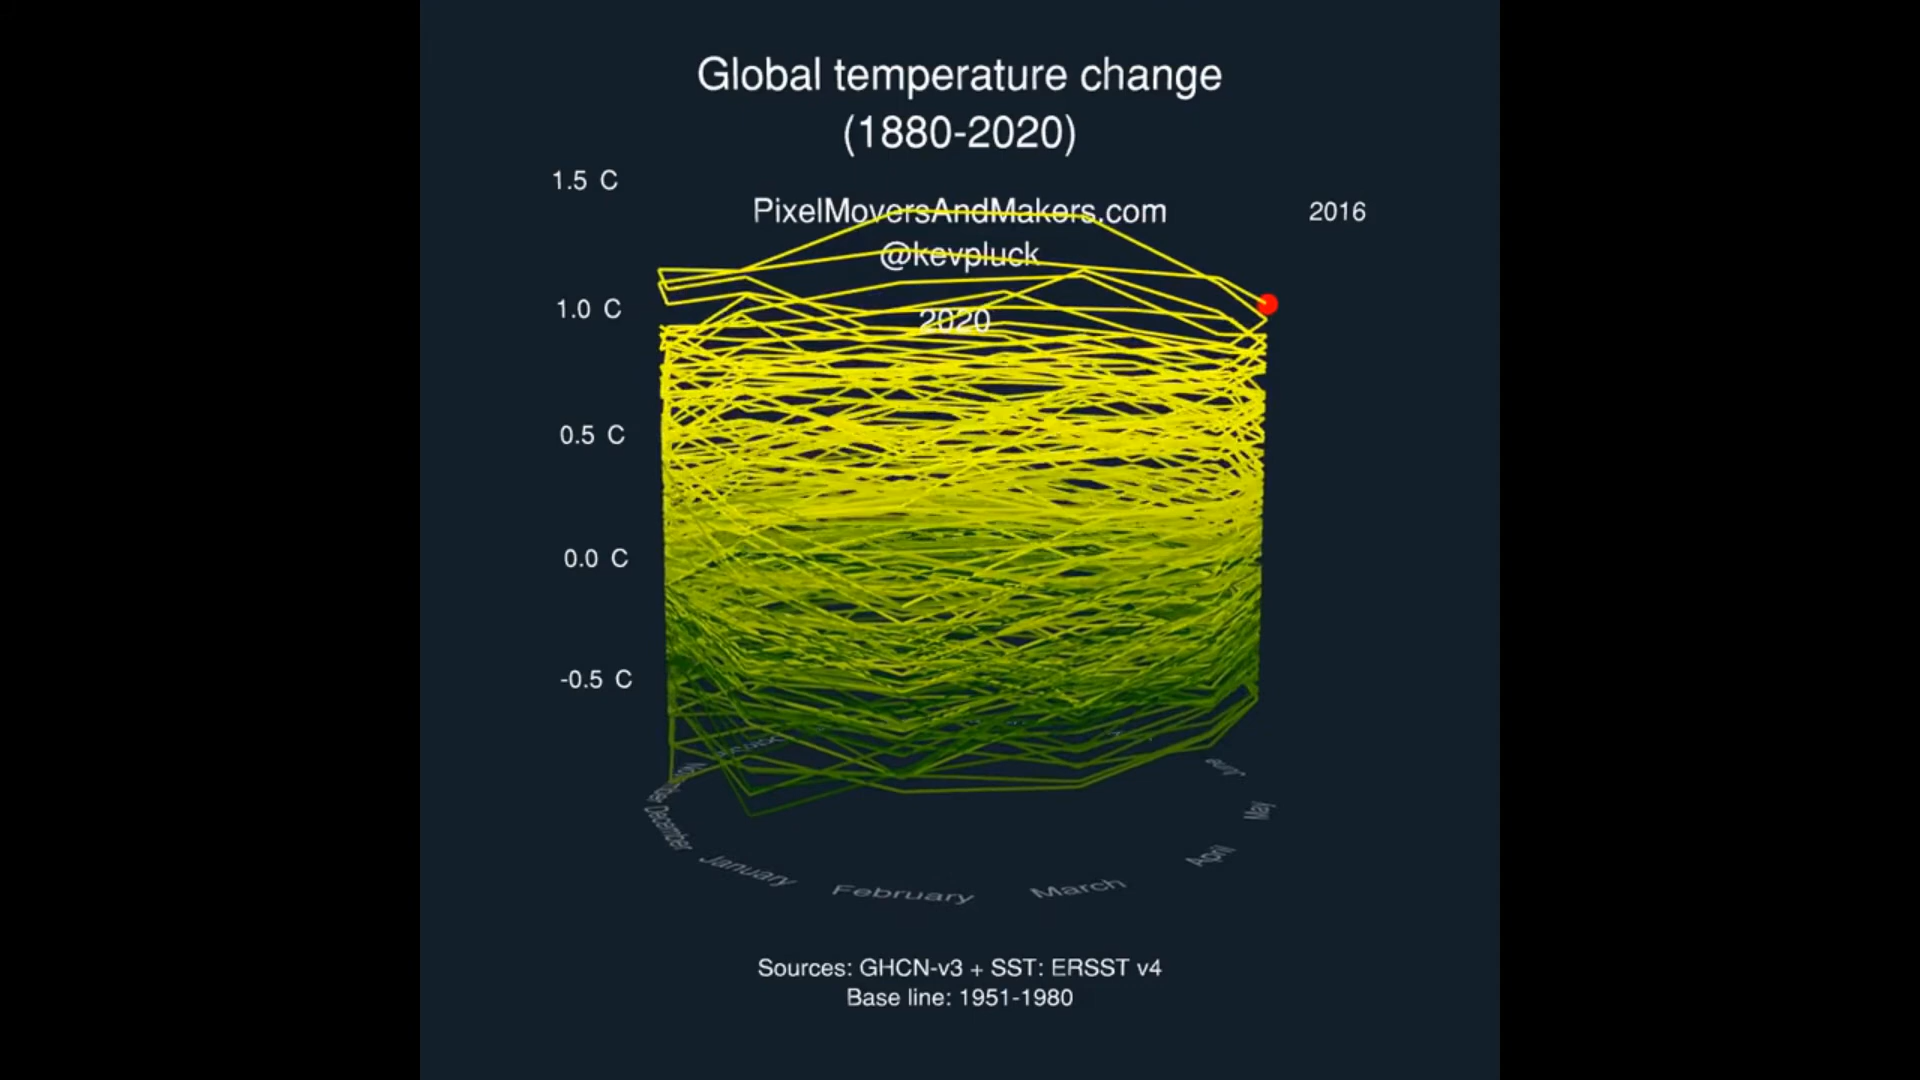 Global temperature change
(1880-2020)
1.5 C
PixelMoversAndMakers.com
2016
@kevpluck
1.0 C
2020
0.5 C
0.0 C
-0.5 C
June
May
December
April
January
February
March
Sources: GHCN-v3 + SST: ERSST v4
Base line: 1951-1980